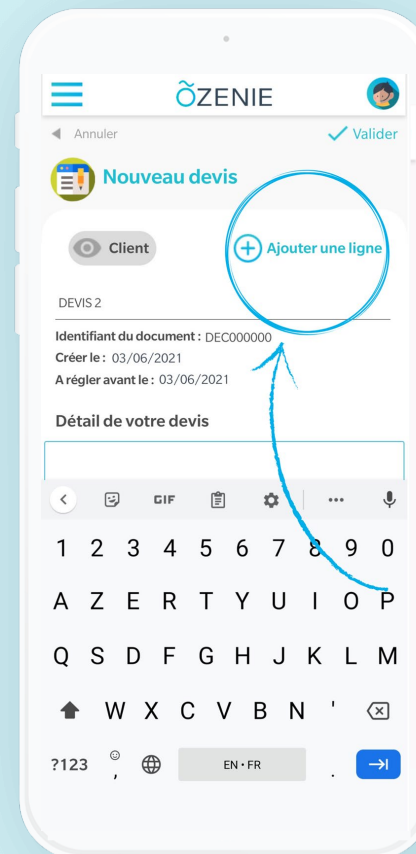 ÕZENIE
Annuler
Valider
Nouveau devis
Client
Ajouter une ligne
DEVIS 2
Identifiant du document : DEC000000
Créer le : 03/06/2021
A régler avant le : 03/06/2021
Détail de votre devis
GIF
1 2 3 4 5 6 7 8 9 0
A Z E R T Y U I O P
Q S D F G H J K L M
W X C V B N '
?123 , EN • FR .